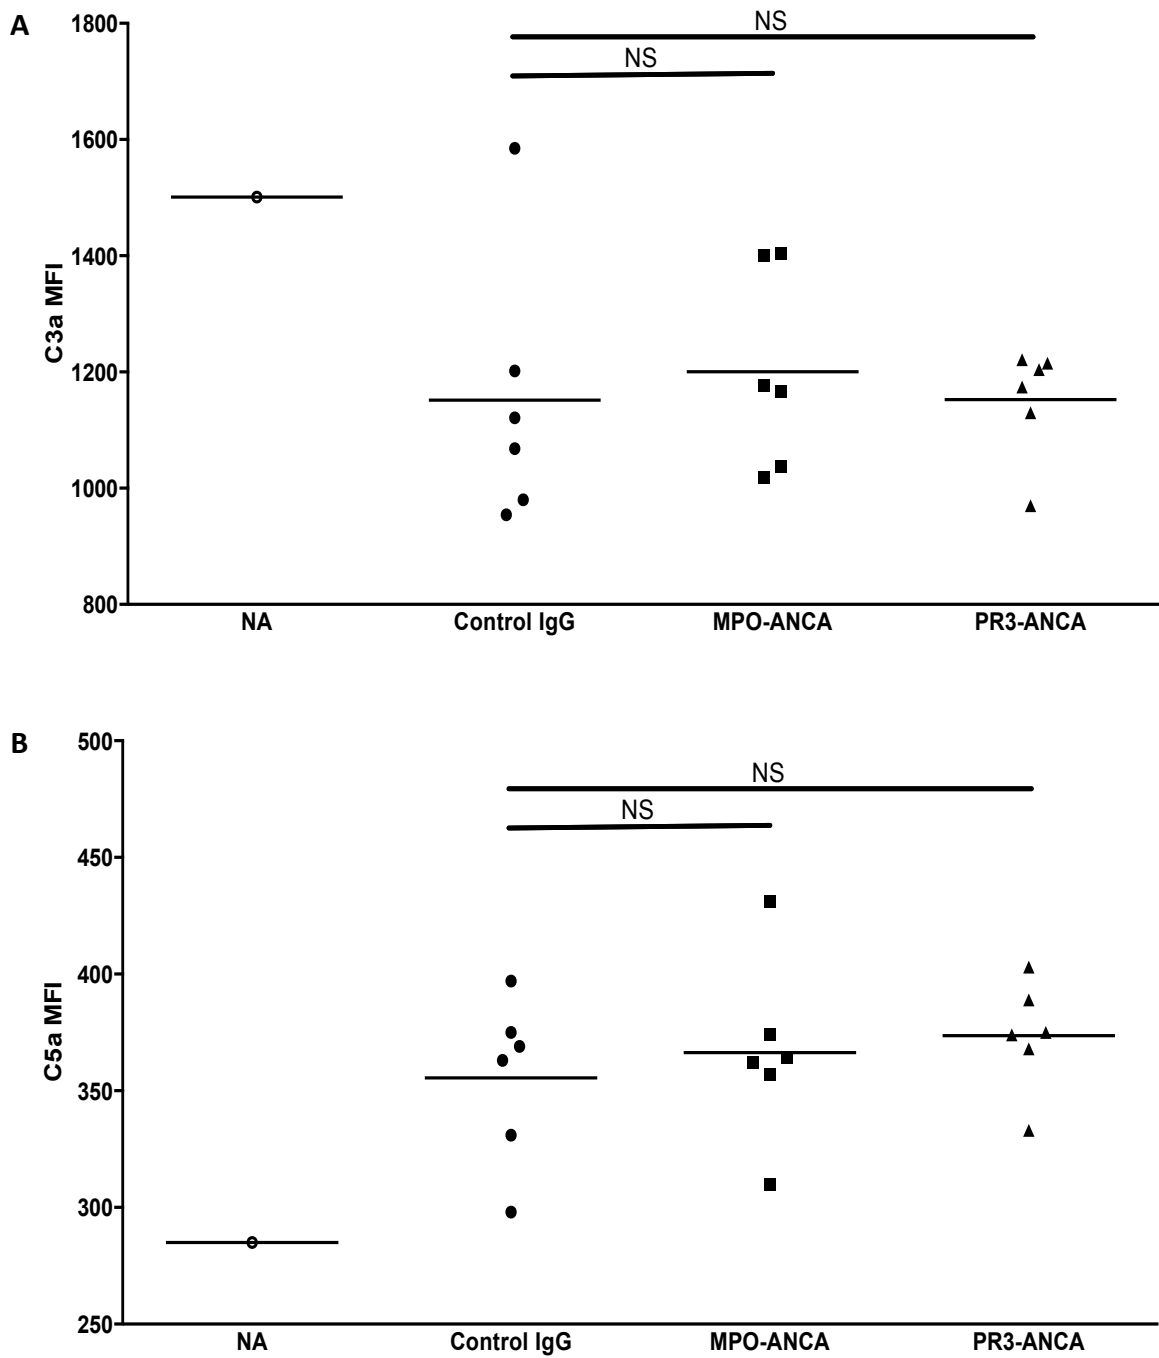 A
1800
NS
NS
1600
1400
C3a MFI
1200
1000
800
NA Control IgG MPO-ANCA PR3-ANCA
B
500
NS
NS
450
400
C5a MFI
350
300
250
NA Control IgG MPO-ANCA PR3-ANCA